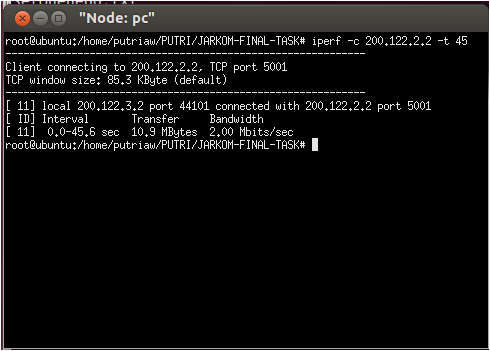 "Node: pc"
root@ubuntu:/home/putriaw/PUTRI/JARKOM-FINAL-TASK# iperf -c 200.122.2.2 -t 45
------------------------------------------------------------
Client connecting to 200.122.2.2, TCP port 5001
TCP window size: 85.3 KByte (default)
------------------------------------------------------------
[ 11] local 200.122.3.2 port 44101 connected with 200.122.2.2 port 5001
[ ID] Interval       Transfer     Bandwidth
[ 11]  0.0-45.6 sec  10.9 MBytes  2.00 Mbits/sec
root@ubuntu:/home/putriaw/PUTRI/JARKOM-FINAL-TASK#